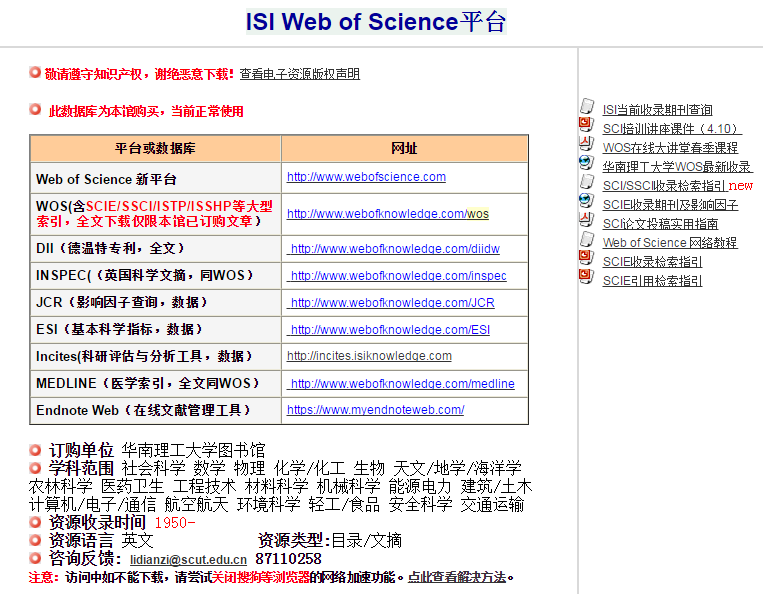 ISI Web of Science平台
敬请遵守知识产权，谢绝恶意下载！查看电子资源版权声明
此数据库为本馆购买，当前正常使用
平台或数据库 网址
Web of Science 新平台 http://www.webofscience.com
WOS(含SCIE/SSCI/ISTP/ISSHP等大型
索引，全文下载仅限本馆已订购文章） http://www.webofknowledge.com/wos
DII（德温特专利，全文） http://www.webofknowledge.com/diidw
INSPEC(（英国科学文摘，同WOS） http://www.webofknowledge.com/inspec
JCR（影响因子查询，数据） http://www.webofknowledge.com/JCR
ESI（基本科学指标，数据） http://www.webofknowledge.com/ESI
Incites(科研评估与分析工具，数据） http://incites.isiknowledge.com
MEDLINE（医学索引，全文同WOS） http://www.webofknowledge.com/medline
Endnote Web（在线文献管理工具） https://www.myendnoteweb.com/
订购单位 华南理工大学图书馆
学科范围 社会科学 数学 物理 化学/化工 生物 天文/地学/海洋学
农林科学 医药卫生 工程技术 材料科学 机械科学 能源电力 建筑/土木
计算机/电子/通信 航空航天 环境科学 轻工/食品 安全科学 交通运输
资源收录时间 1950-
资源语言 英文 资源类型:目录/文摘
咨询反馈： lidianzi@scut.edu.cn 87110258
注意：访问中如不能下载，请尝试关闭搜狗等浏览器的网络加速功能。点此查看解决方法。
ISI当前收录期刊查询
SCI培训讲座课件（4.10）
WOS在线大讲堂春季课程
华南理工大学WOS最新收录
SCI/SSCI收录检索指引 new
SCIE收录期刊及影响因子
SCI论文投稿实用指南
Web of Science 网络教程
SCIE收录检索指引
SCIE引用检索指引